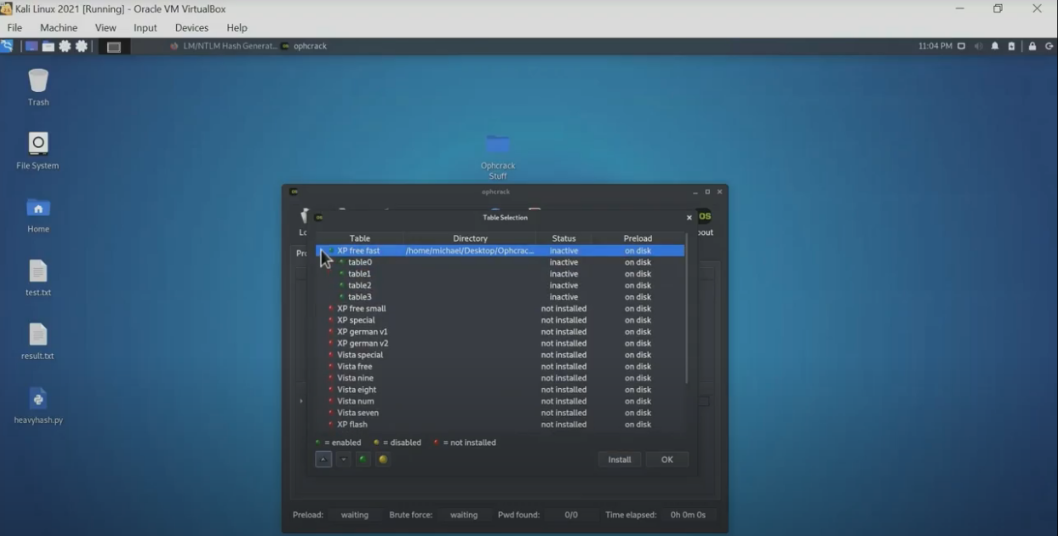 Kali Linux 2021 [Running] - Oracle VM VirtualBox
File Machine View Input Devices Help
LM/NTLM Hash Generat... ophcrack
11:04 PM
Trash
File System
Home
test.txt
result.txt
heavyhash.py
Ophcrack
Stuff
ophcrack
Table Selection
OS
Table Directory Status Preload
XP free fast /home/michael/Desktop/Ophcrac... inactive on disk
table0 inactive on disk
table1 inactive on disk
table2 inactive on disk
table3 inactive on disk
XP free small not installed on disk
XP special not installed on disk
XP german v1 not installed on disk
XP german v2 not installed on disk
Vista special not installed on disk
Vista free not installed on disk
Vista nine not installed on disk
Vista eight not installed on disk
Vista num not installed on disk
Vista seven not installed on disk
XP flash not installed on disk
= enabled = disabled = not installed
Install OK
Preload: waiting Brute force: waiting Pwd found: 0/0 Time elapsed: 0h 0m 0s